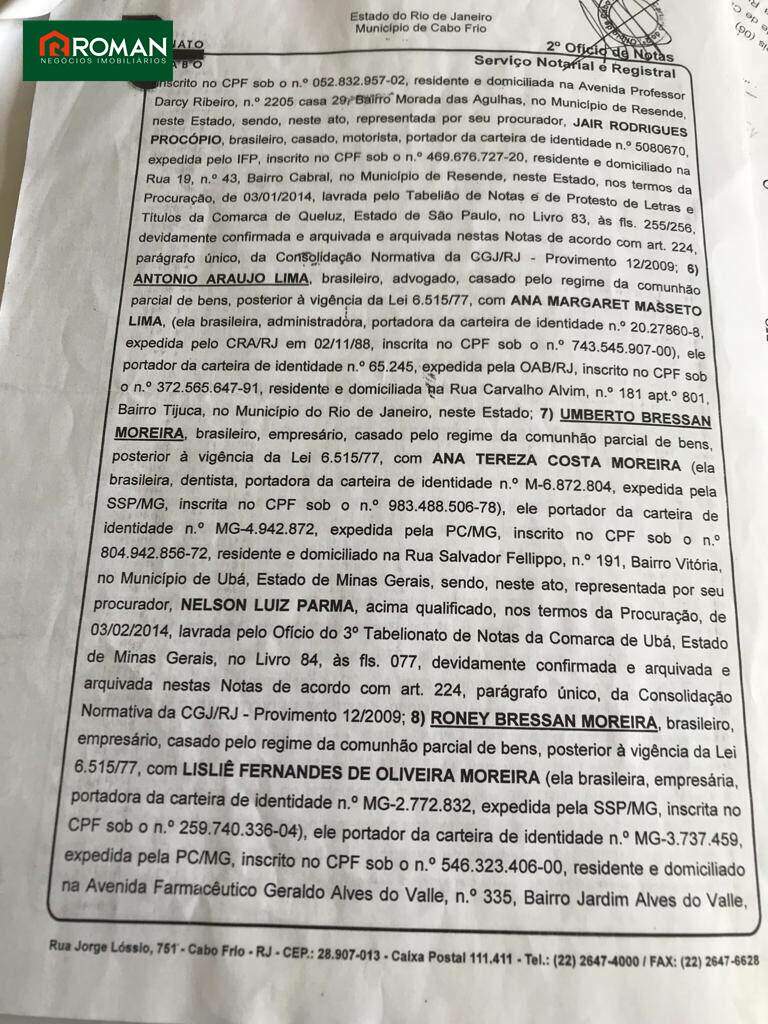 Estado do Rio de Janeiro
Município de Cabo Frio
ROMAN
NEGÓCIOS IMOBILIÁRIOS
2º Ofício de Notas
Serviço Notarial e Registral
inscrito no CPF sob o n.º 052.832.957-02, residente e domiciliada na Avenida Professor
Darcy Ribeiro, n.º 2205 casa 29, Bairro Morada das Agulhas, no Município de Resende,
neste Estado, sendo, neste ato, representada por seu procurador, JAIR RODRIGUES
PROCÓPIO, brasileiro, casado, motorista, portador da carteira de identidade n.º 5080670,
expedida pelo IFP, inscrito no CPF sob o n.º 469.676.727-20, residente e domiciliado na
Rua 19, n.º 43, Bairro Cabral, no Município de Resende, neste Estado, nos termos da
Procuração, de 03/01/2014, lavrada pelo Tabelião de Notas e de Protesto de Letras e
Títulos da Comarca de Queluz, Estado de São Paulo, no Livro 83, às fls. 255/256,
devidamente confirmada e arquivada e arquivada nestas Notas de acordo com art. 224,
parágrafo único, da Consolidação Normativa da CGJ/RJ - Provimento 12/2009; 6)
ANTONIO ARAUJO LIMA, brasileiro, advogado, casado pelo regime da comunhão
parcial de bens, posterior à vigência da Lei 6.515/77, com ANA MARGARET MASSETO
LIMA, (ela brasileira, administradora, portadora da carteira de identidade n.º 20.27860-8,
expedida pelo CRA/RJ em 02/11/88, inscrita no CPF sob o n.º 743.545.907-00), ele
portador da carteira de identidade n.º 65.245, expedida pela OAB/RJ, inscrito no CPF sob
o n.º 372.565.647-91, residente e domiciliada na Rua Carvalho Alvim, n.º 181 apt.º 801,
Bairro Tijuca, no Município do Rio de Janeiro, neste Estado; 7) UMBERTO BRESSAN
MOREIRA, brasileiro, empresário, casado pelo regime da comunhão parcial de bens,
posterior à vigência da Lei 6.515/77, com ANA TEREZA COSTA MOREIRA (ela
brasileira, dentista, portadora da carteira de identidade n.º M-6.872.804, expedida pela
SSP/MG, inscrita no CPF sob o n.º 983.488.506-78), ele portador da carteira de
identidade n.º MG-4.942.872, expedida pela PC/MG, inscrito no CPF sob o n.º
804.942.856-72, residente e domiciliado na Rua Salvador Fellippo, n.º 191, Bairro Vitória,
no Município de Ubá, Estado de Minas Gerais, sendo, neste ato, representada por seu
procurador, NELSON LUIZ PARMA, acima qualificado, nos termos da Procuração, de
03/02/2014, lavrada pelo Ofício do 3º Tabelionato de Notas da Comarca de Ubá, Estado
de Minas Gerais, no Livro 84, às fls. 077, devidamente confirmada e arquivada e
arquivada nestas Notas de acordo com art. 224, parágrafo único, da Consolidação
Normativa da CGJ/RJ - Provimento 12/2009; 8) RONEY BRESSAN MOREIRA, brasileiro,
empresário, casado pelo regime da comunhão parcial de bens, posterior à vigência da Lei
6.515/77, com LISLIÊ FERNANDES DE OLIVEIRA MOREIRA (ela brasileira, empresária,
portadora da carteira de identidade n.º MG-2.772.832, expedida pela SSP/MG, inscrita no
CPF sob o n.º 259.740.336-04), ele portador da carteira de identidade n.º MG-3.737.459,
expedida pela PC/MG, inscrito no CPF sob o n.º 546.323.406-00, residente e domiciliado
na Avenida Farmacêutico Geraldo Alves do Valle, n.º 335, Bairro Jardim Alves do Valle,
Rua Jorge Lóssio, 751 - Cabo Frio - RJ - CEP.: 28.907-013 - Caixa Postal 111.411 - Tel.: (22) 2647-4000 / FAX: (22) 2647-6628